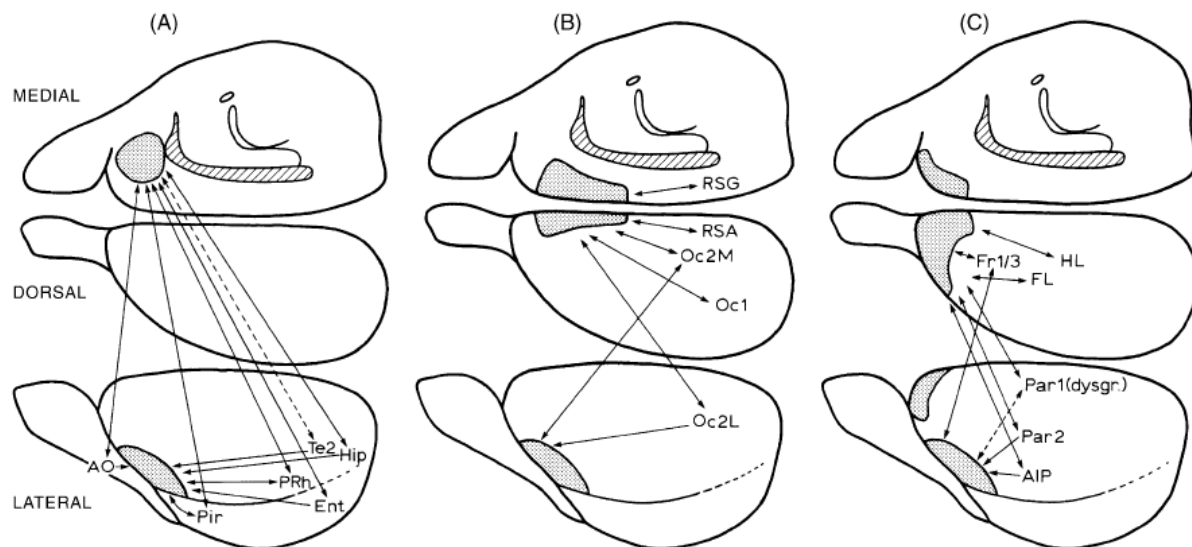 (A)
(B)
(C)
MEDIAL
RSG
RSA
Oc2M
Oc1
Fr1/3
HL
FL
DORSAL
Te2
Hip
AO
PRh
Ent
Pir
Oc2L
Par1(dysgr.)
Par2
AIP
LATERAL